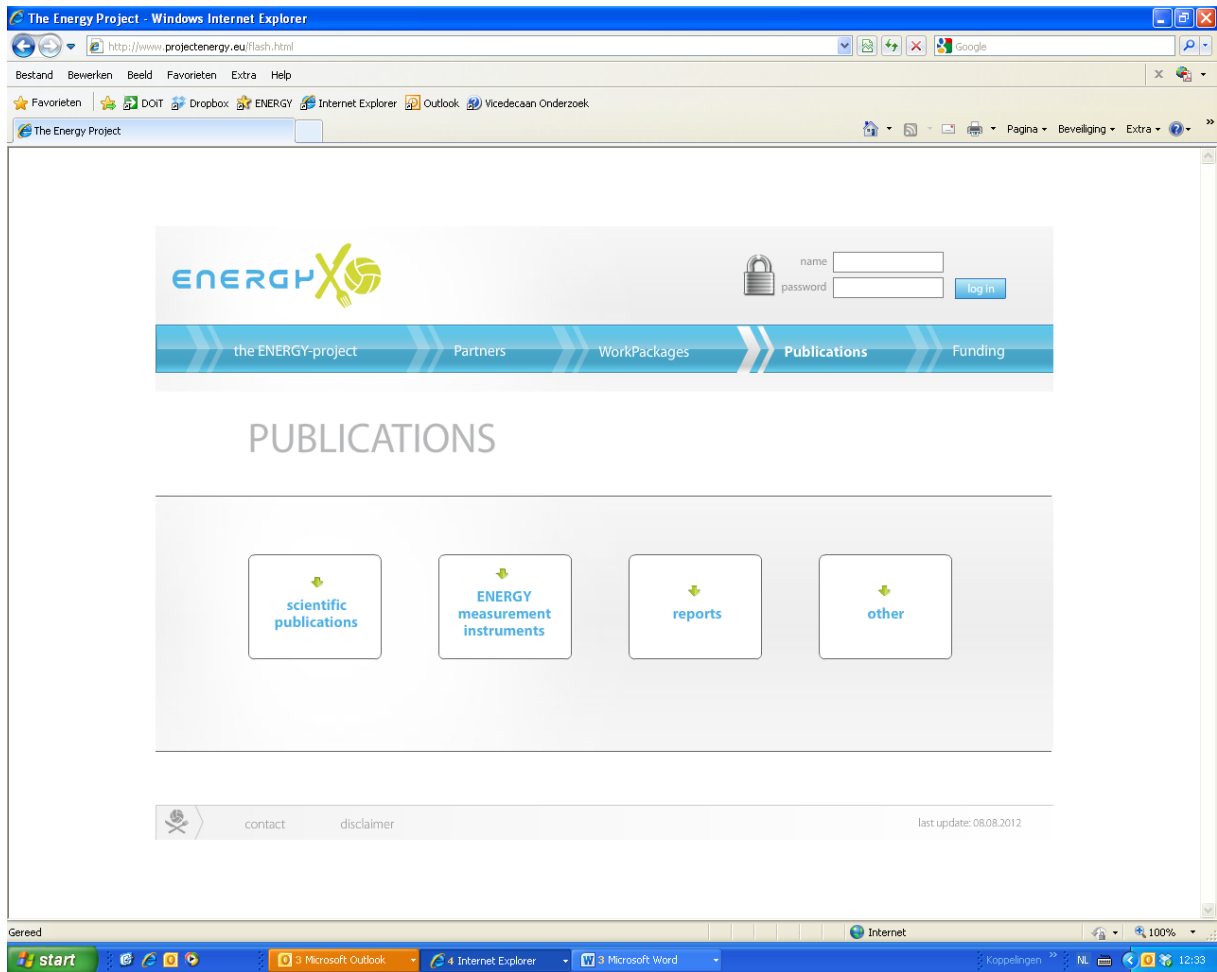 The Energy Project - Windows Internet Explorer
http://www.projectenergy.eu/flash.html
Google
Bestand Bewerken Beeld Favorieten Extra Help
Favorieten DOiT Dropbox ENERGY Internet Explorer Outlook Vicedecaan Onderzoek
The Energy Project
Pagina Beveiliging Extra
ENERGY
name
password
log in
the ENERGY-project Partners WorkPackages Publications Funding
PUBLICATIONS
scientific
publications
ENERGY
measurement
instruments
reports
other
contact disclaimer last update: 08.08.2012
Gereed Internet 100%
start 3 Microsoft Outlook 4 Internet Explorer 3 Microsoft Word Koppelingen NL 12:33